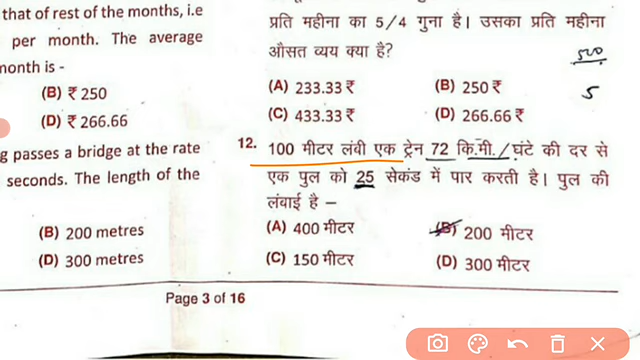 that of rest of the months, i.e
per month. The average
month is -
(B) ₹ 250
(D) ₹ 266.66
g passes a bridge at the rate
seconds. The length of the
(B) 200 metres
(D) 300 metres
प्रति महीना का 5/4 गुना है। उसका प्रति महीना
औसत व्यय क्या है?
(A) 233.33 ₹
(B) 250 ₹
(C) 433.33 ₹
(D) 266.66 ₹
500
5
12. 100 मीटर लंबी एक ट्रेन 72 कि.मी./घंटे की दर से
एक पुल को 25 सेकंड में पार करती है। पुल की
लंबाई है –
(A) 400 मीटर
(B) 200 मीटर
(C) 150 मीटर
(D) 300 मीटर
Page 3 of 16